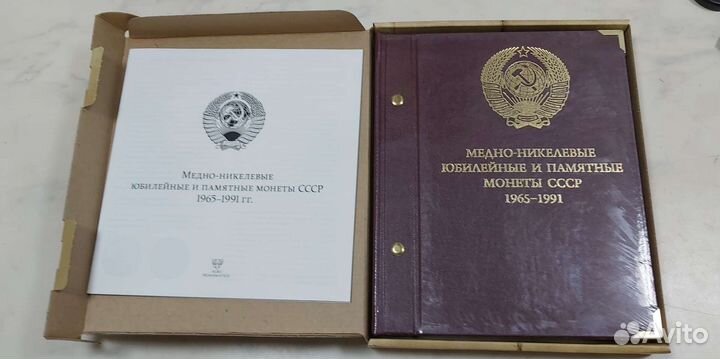 Медно-никелевые
юбилейные и памятные монеты СССР
1965–1991 гг.
Медно-никелевые
юбилейные и памятные
монеты СССР
1965–1991
Avito